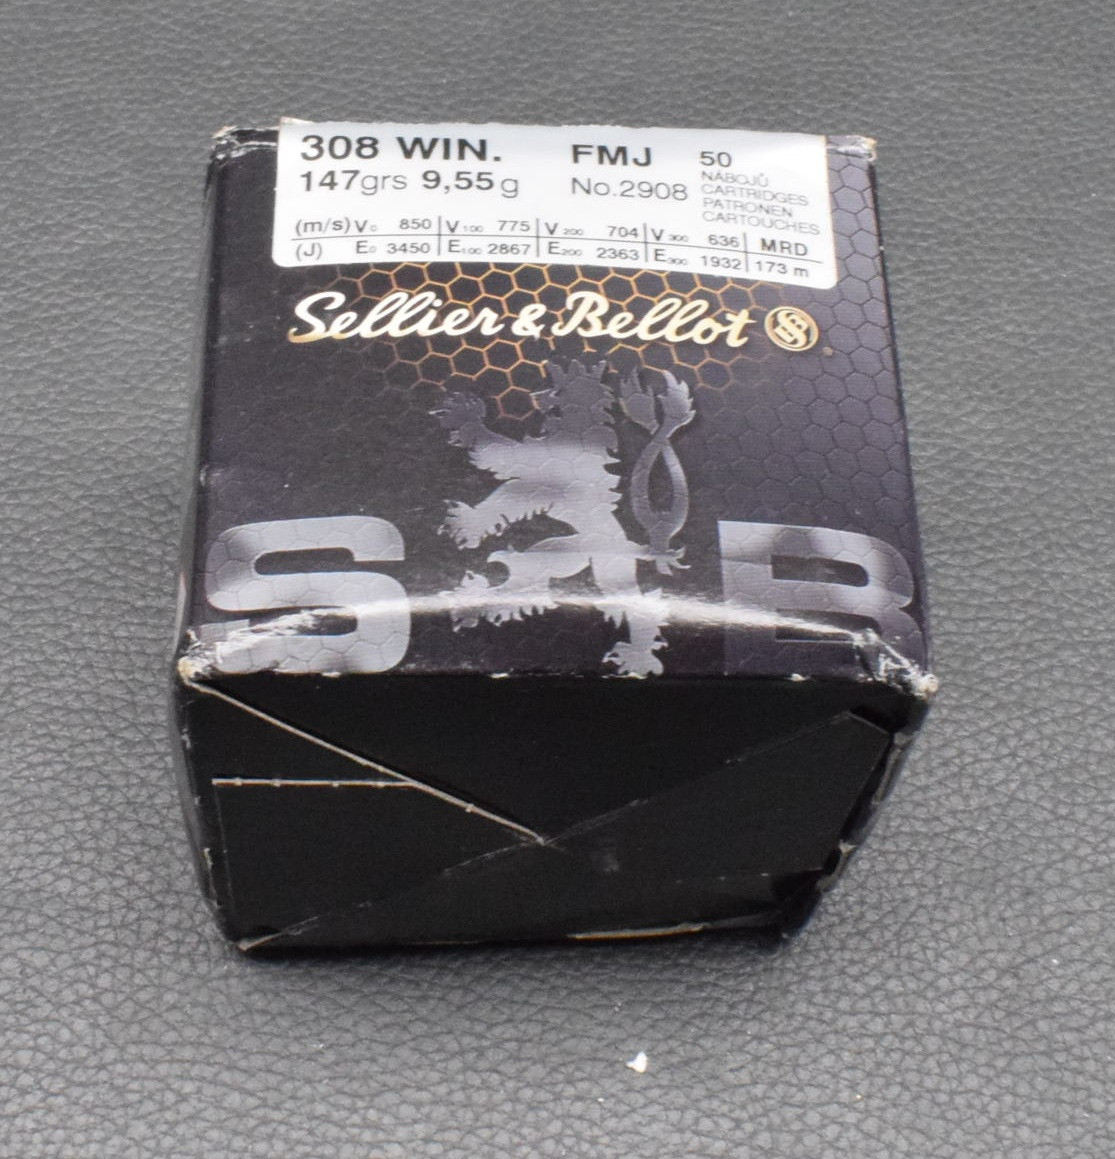 308 WIN. FMJ 50
147grs 9,55g No.2908 NÁBOJŮ
CARTRIDGES
PATRONEN
CARTOUCHES
(m/s) V₀ 850 V₁₀₀ 775 V₂₀₀ 704 V₃₀₀ 636 MRD
(J) E₀ 3450 E₁₀₀ 2867 E₂₀₀ 2363 E₃₀₀ 1932 173 m
Sellier & Bellot SB
S B